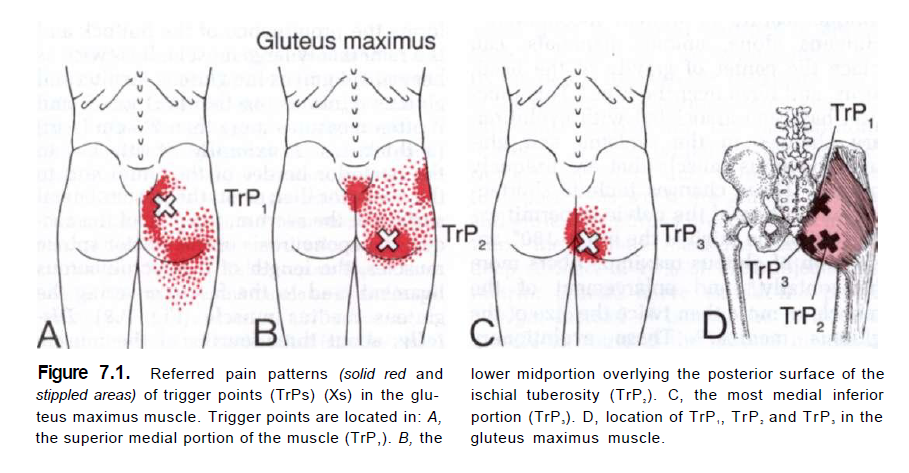 Gluteus maximus
TrP1
TrP2
TrP3
TrP1
TrP3
TrP2
A
B
C
D
Figure 7.1. Referred pain patterns (solid red and
stippled areas) of trigger points (TrPs) (Xs) in the glu-
teus maximus muscle. Trigger points are located in: A,
the superior medial portion of the muscle (TrP1). B, the
lower midportion overlying the posterior surface of the
ischial tuberosity (TrP2). C, the most medial inferior
portion (TrP3). D, location of TrP1, TrP2 and TrP3 in the
gluteus maximus muscle.